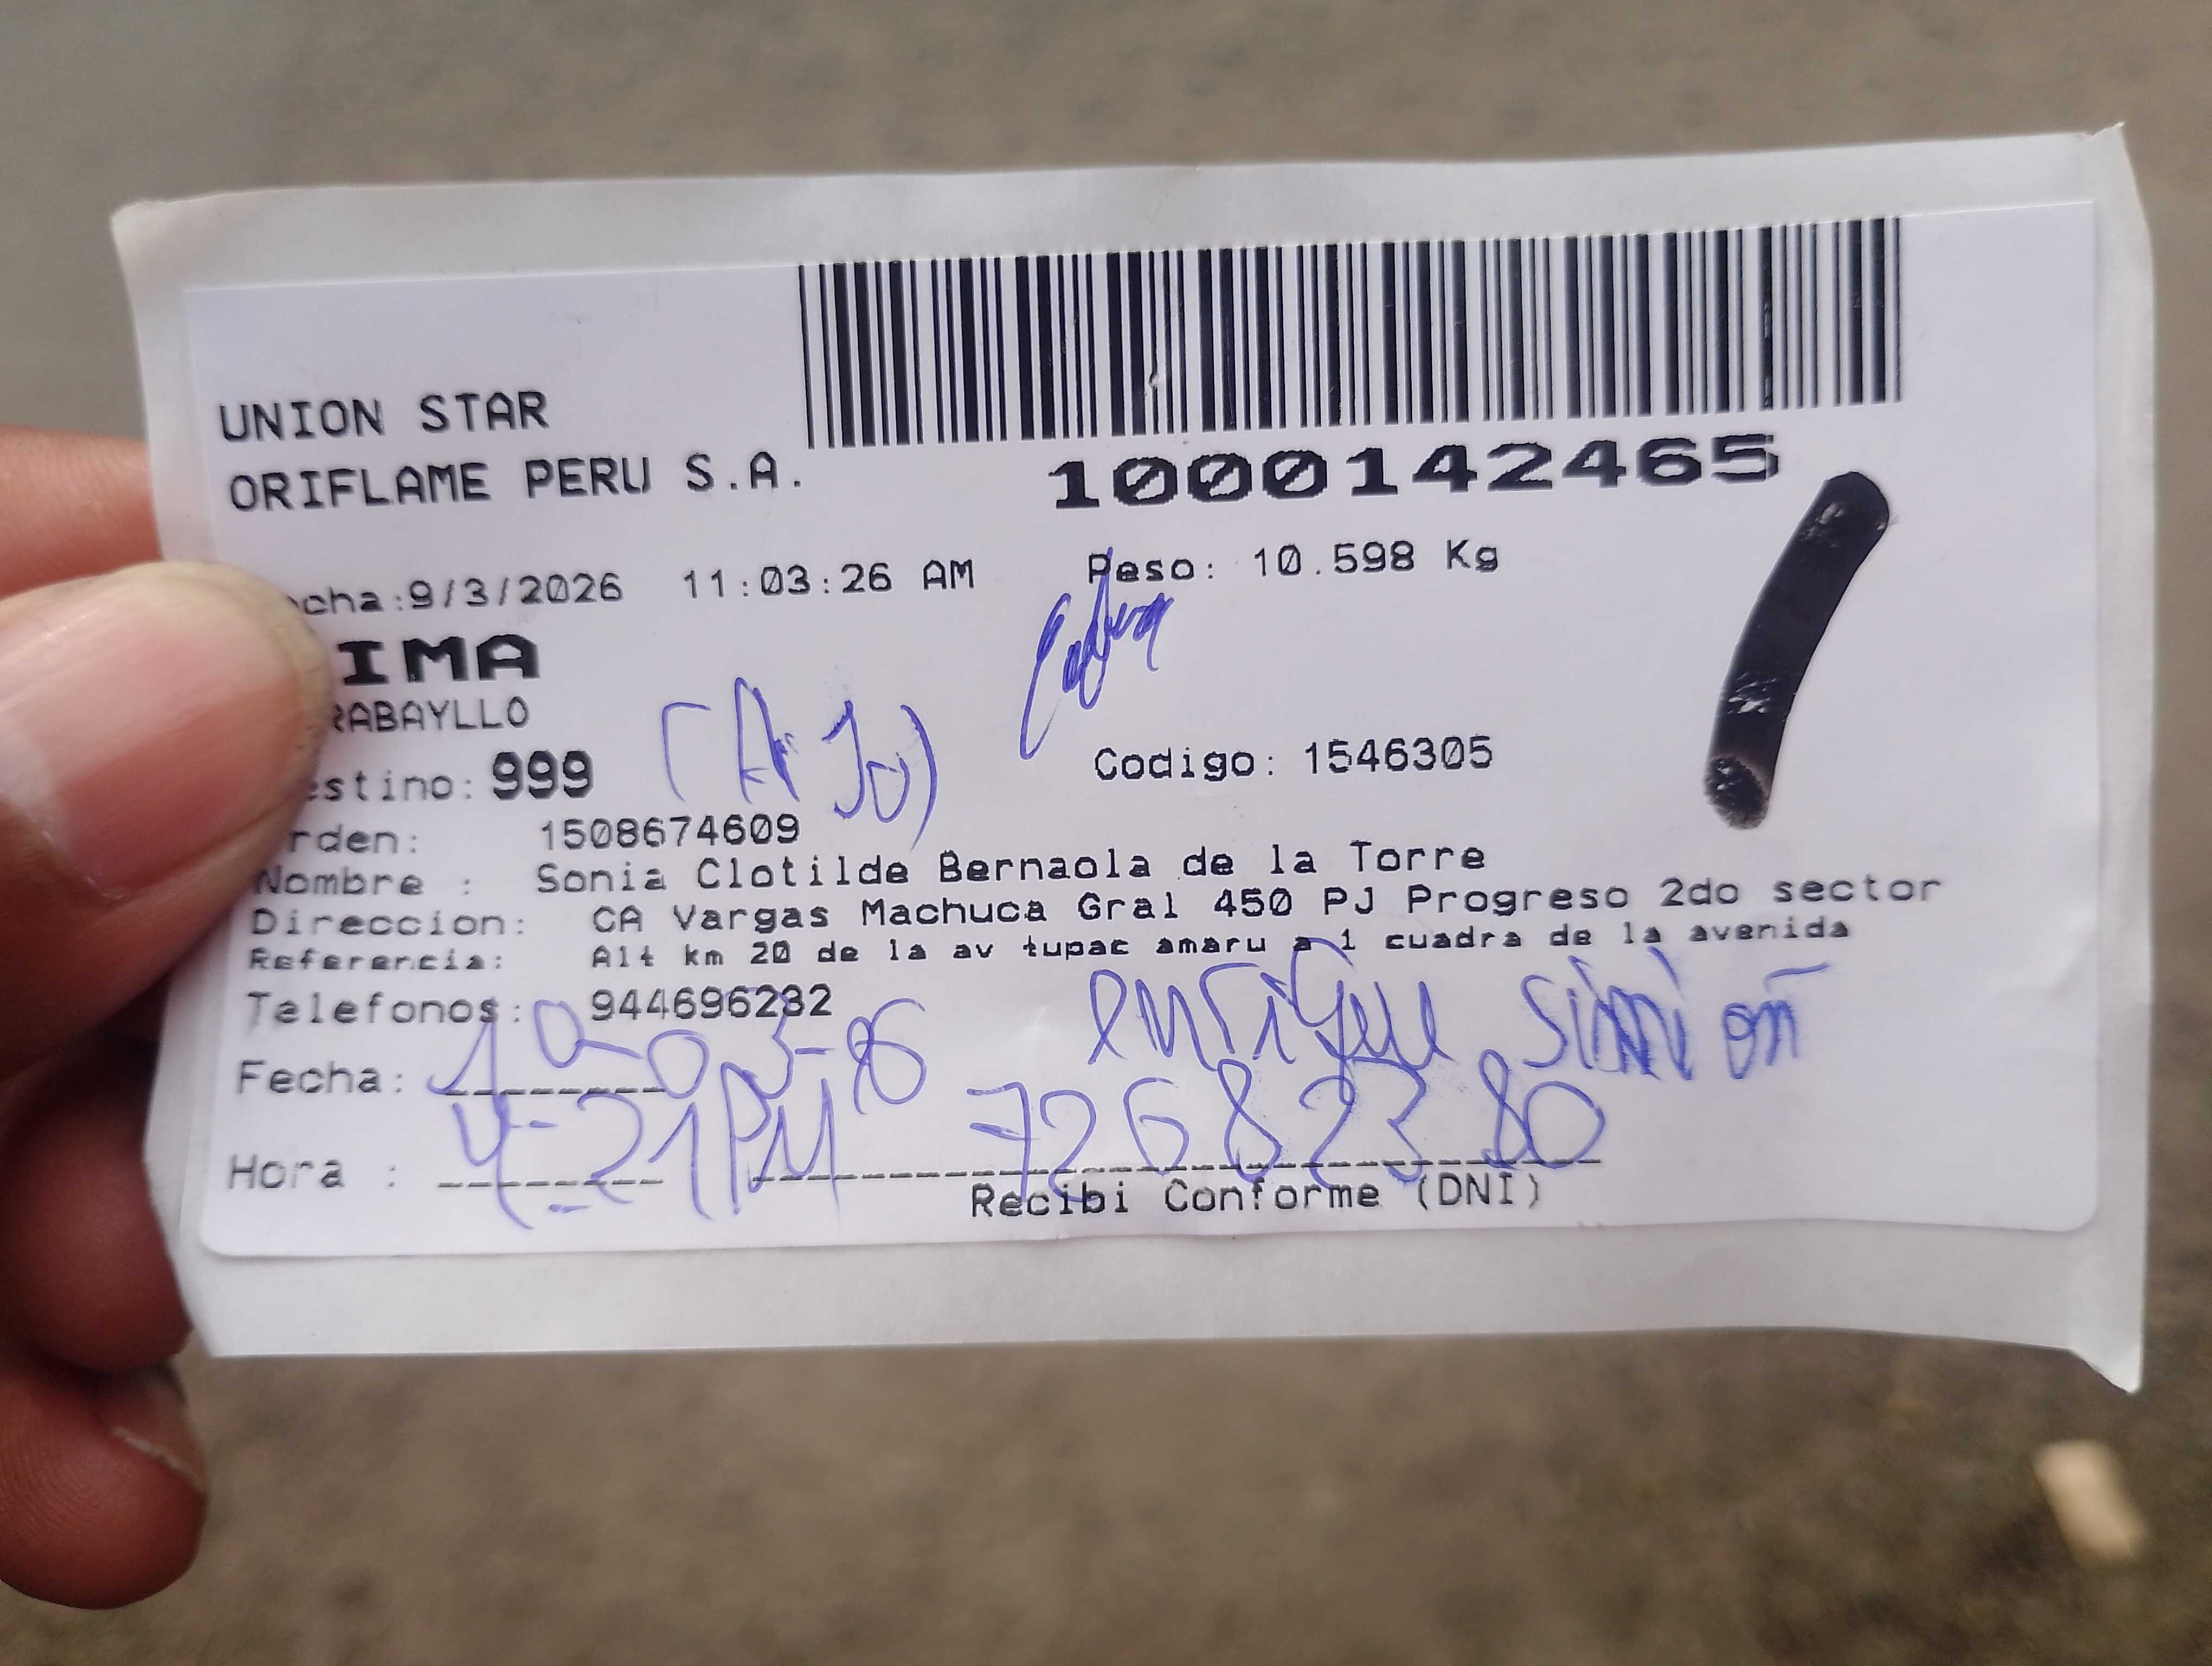 UNION STAR
ORIFLAME PERU S.A.
1000142465
cha:9/3/2026 11:03:26 AM Peso: 10.598 Kg
IMA
RABAYLLO
estino: 999 Codigo: 1546305
rden: 1508674609
Nombre : Sonia Clotilde Bernaola de la Torre
Direccion: CA Vargas Machuca Gral 450 PJ Progreso 2do sector
Referencia: Alt km 20 de la av tupac amaru a 1 cuadra de la avenida
Telefonos: 944696232
enrique simi on
Fecha: 10-03-26
Hora : 4-21PM 72682380
Recibi Conforme (DNI)